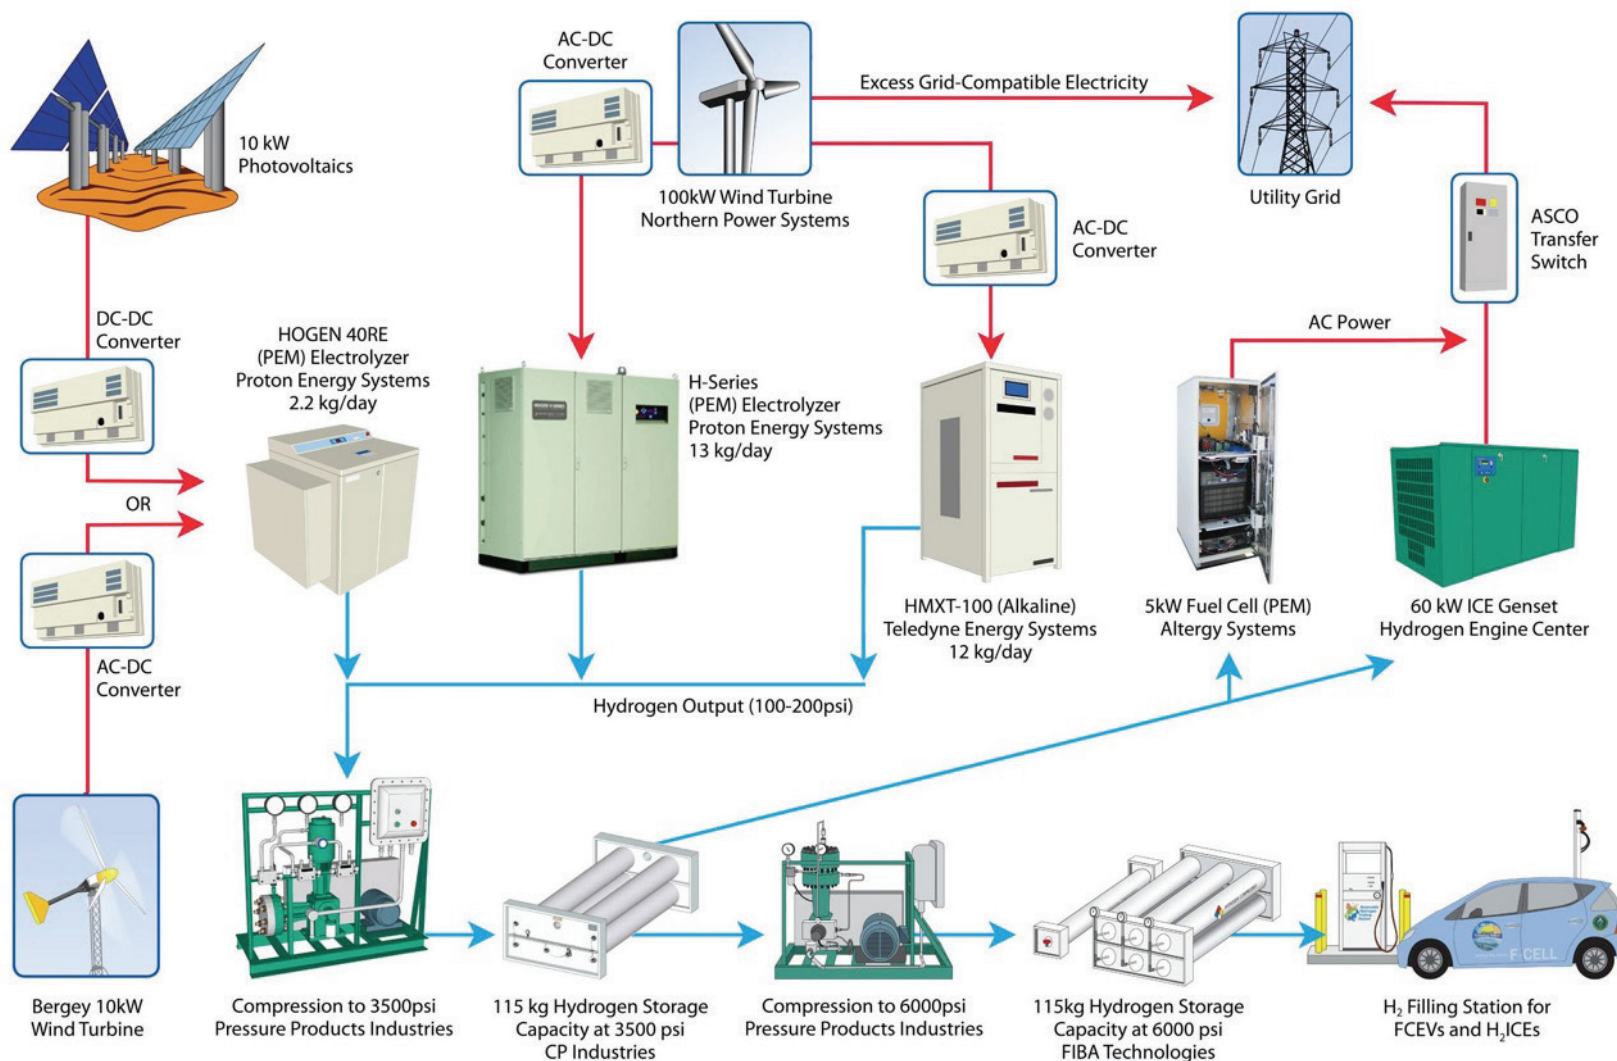 AC-DC
Converter
Excess Grid-Compatible Electricity
10 kW
Photovoltaics
100kW Wind Turbine
Northern Power Systems
Utility Grid
AC-DC
Converter
ASCO
Transfer
Switch
DC-DC
Converter
HOGEN 40RE
(PEM) Electrolyzer
Proton Energy Systems
2.2 kg/day
H-Series
(PEM) Electrolyzer
Proton Energy Systems
13 kg/day
AC Power
OR
AC-DC
Converter
HMXT-100 (Alkaline)
Teledyne Energy Systems
12 kg/day
5kW Fuel Cell (PEM)
Altergy Systems
60 kW ICE Genset
Hydrogen Engine Center
Hydrogen Output (100-200psi)
F-CELL
Bergey 10kW
Wind Turbine
Compression to 3500psi
Pressure Products Industries
115 kg Hydrogen Storage
Capacity at 3500 psi
CP Industries
Compression to 6000psi
Pressure Products Industries
115kg Hydrogen Storage
Capacity at 6000 psi
FIBA Technologies
H₂ Filling Station for
FCEVs and H₂ICEs